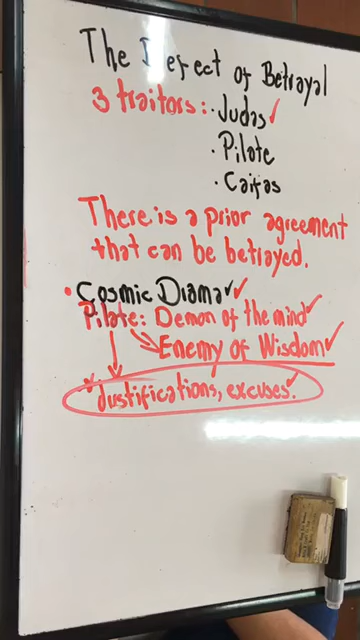 The Defect of Betrayal
3 traitors: · Judas ✓
· Pilate
· Caifas
There is a prior agreement
that can be betrayed.
• Cosmic Drama ✓✓
Pilate: Demon of the mind ✓
Enemy of Wisdom ✓
* Justifications, excuses. ✓